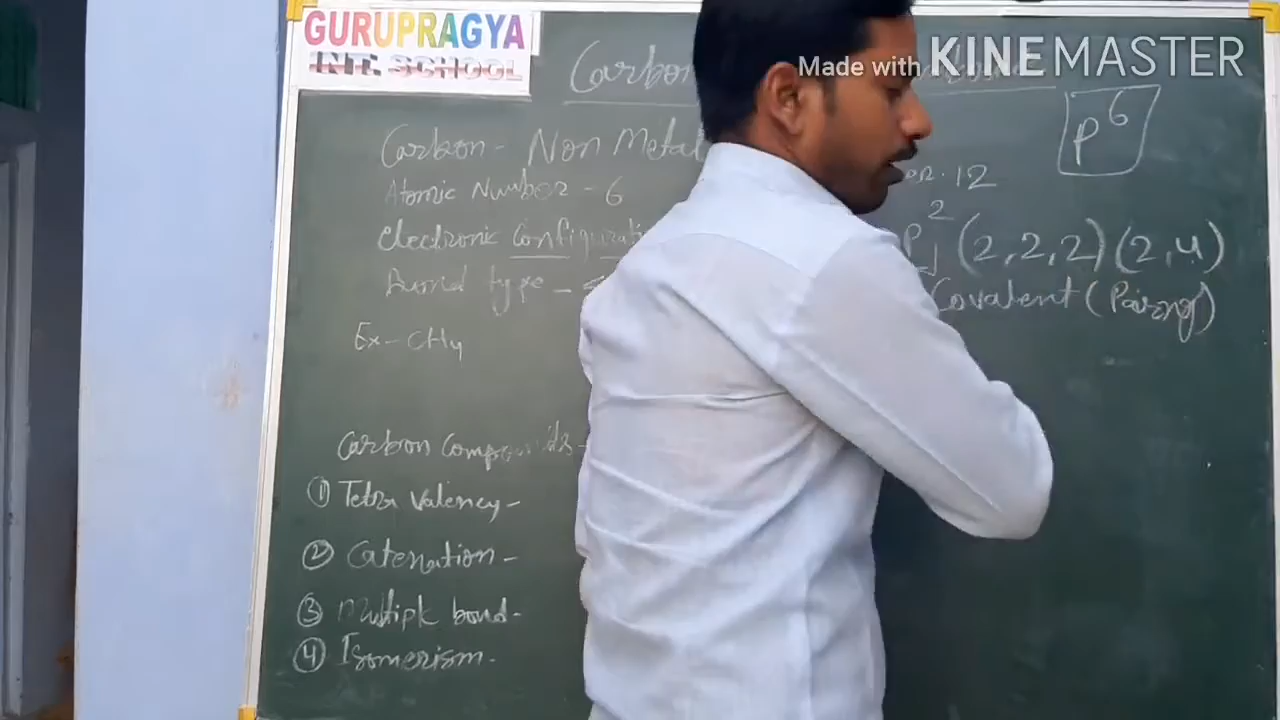 GURUPRAGYA
INT. SCHOOL
Made with KINEMASTER
Carbon
P⁶
Carbon - Non Metal
12
Atomic Number - 6
Electronic Configurati
P² (2,2,2) (2,4)
Bond type -
Covalent (Pairing)
Ex- CH4
Carbon Compounds -
① Tetra Valency -
② Catenation -
③ Multiple bond -
④ Isomerism -